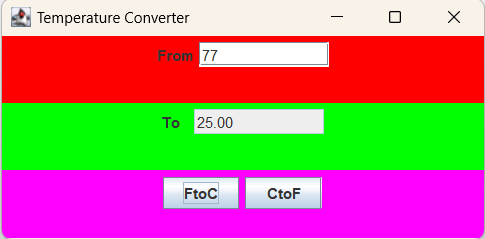 Temperature Converter
From 77
To 25.00
FtoC CtoF